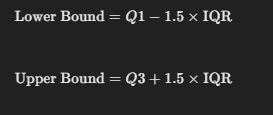 Lower Bound = Q1 − 1.5 × IQR
Upper Bound = Q3 + 1.5 × IQR